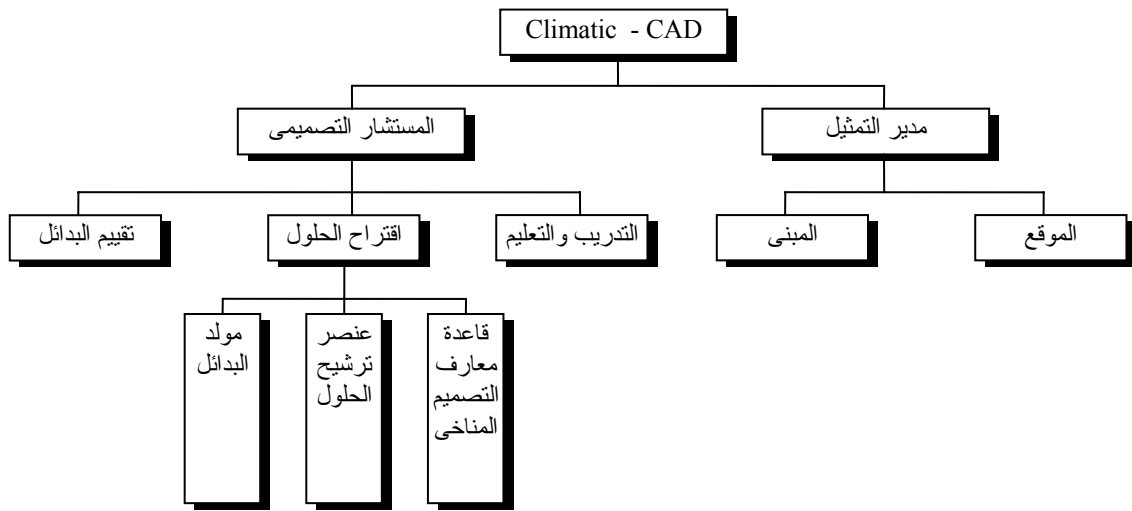 Climatic - CAD
مدير التمثيل
المستشار التصميمى
الموقع
المبنى
التدريب والتعليم
اقتراح الحلول
تقييم البدائل
قاعدة
معارف
التصميم
المناخى
عنصر
ترشيح
الحلول
مولد
البدائل